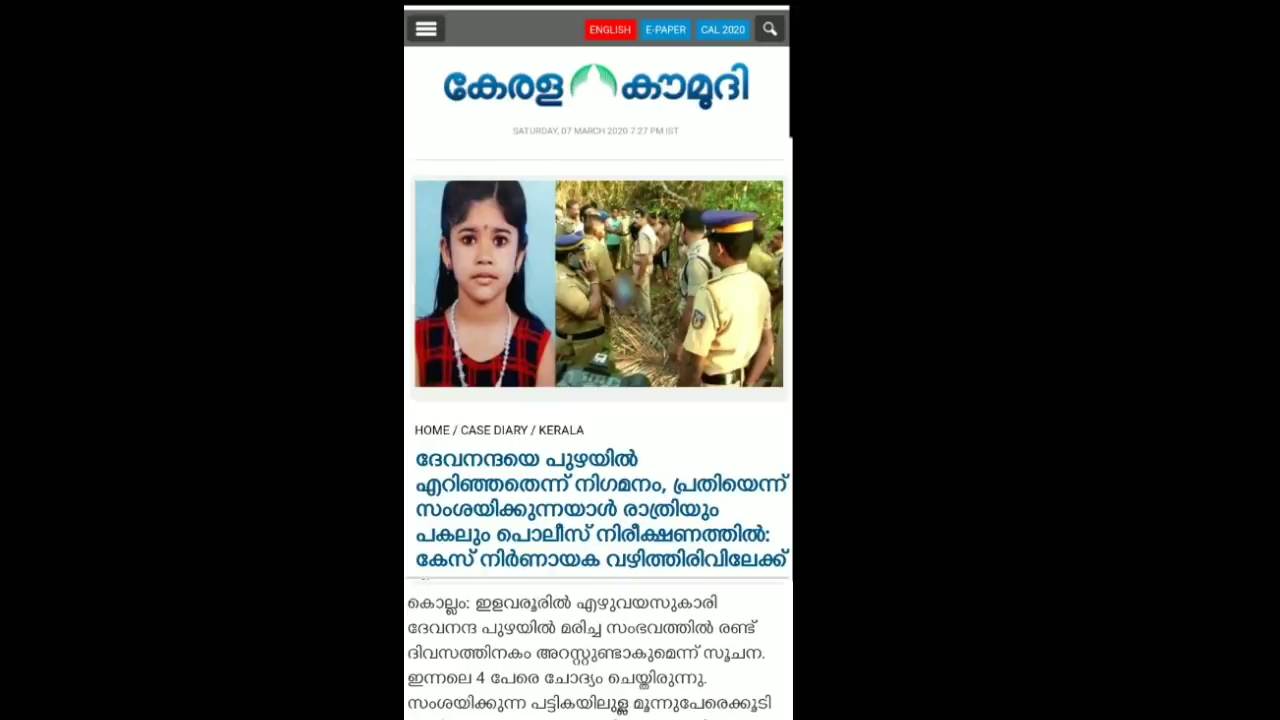 ENGLISH E-PAPER CAL 2020
കേരള കൗമുദി
SATURDAY, 07 MARCH 2020 7:27 PM IST
HOME / CASE DIARY / KERALA
ദേവനന്ദയെ പുഴയിൽ
എറിഞ്ഞതെന്ന് നിഗമനം, പ്രതിയെന്ന്
സംശയിക്കുന്നയാൾ രാത്രിയും
പകലും പൊലീസ് നിരീക്ഷണത്തിൽ:
കേസ് നിർണായക വഴിത്തിരിവിലേക്ക്
കൊല്ലം: ഇളവരൂരിൽ എഴുവയസുകാരി
ദേവനന്ദ പുഴയിൽ മരിച്ച സംഭവത്തിൽ രണ്ട്
ദിവസത്തിനകം അറസ്റ്റുണ്ടാകുമെന്ന് സൂചന.
ഇന്നലെ 4 പേരെ ചോദ്യം ചെയ്തിരുന്നു.
സംശയിക്കുന്ന പട്ടികയിലുള്ള മൂന്നുപേരെക്കൂടി